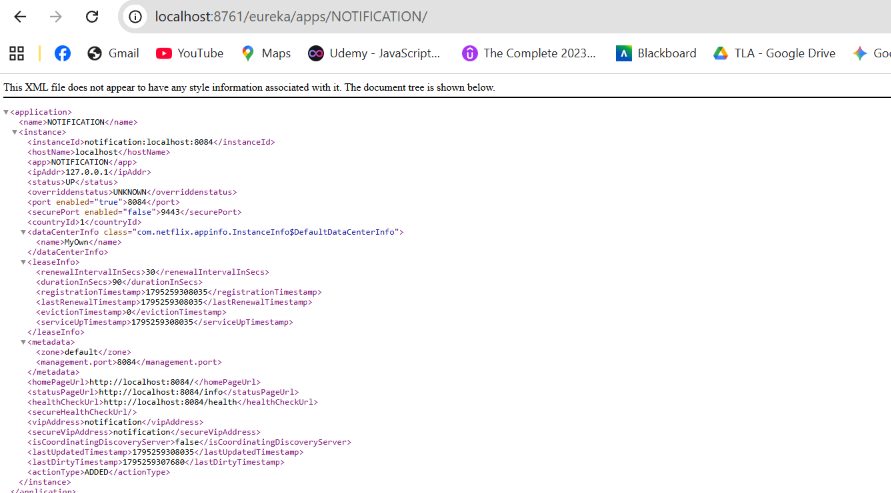 localhost:8761/eureka/apps/NOTIFICATION/
Gmail YouTube Maps Udemy - JavaScript... The Complete 2023... Blackboard TLA - Google Drive Goo
This XML file does not appear to have any style information associated with it. The document tree is shown below.
▼<application>
<name>NOTIFICATION</name>
▼<instance>
<instanceId>notification:localhost:8084</instanceId>
<hostName>localhost</hostName>
<app>NOTIFICATION</app>
<ipAddr>127.0.0.1</ipAddr>
<status>UP</status>
<overriddenstatus>UNKNOWN</overriddenstatus>
<port enabled="true">8084</port>
<securePort enabled="false">9443</securePort>
<countryId>1</countryId>
▼<dataCenterInfo class="com.netflix.appinfo.InstanceInfo$DefaultDataCenterInfo">
<name>MyOwn</name>
</dataCenterInfo>
▼<leaseInfo>
<renewalIntervalInSecs>30</renewalIntervalInSecs>
<durationInSecs>90</durationInSecs>
<registrationTimestamp>1795259308035</registrationTimestamp>
<lastRenewalTimestamp>1795259308035</lastRenewalTimestamp>
<evictionTimestamp>0</evictionTimestamp>
<serviceUpTimestamp>1795259308035</serviceUpTimestamp>
</leaseInfo>
▼<metadata>
<zone>default</zone>
<management.port>8084</management.port>
</metadata>
<homePageUrl>http://localhost:8084/</homePageUrl>
<statusPageUrl>http://localhost:8084/info</statusPageUrl>
<healthCheckUrl>http://localhost:8084/health</healthCheckUrl>
<secureHealthCheckUrl/>
<vipAddress>notification</vipAddress>
<secureVipAddress>notification</secureVipAddress>
<isCoordinatingDiscoveryServer>false</isCoordinatingDiscoveryServer>
<lastUpdatedTimestamp>1795259308035</lastUpdatedTimestamp>
<lastDirtyTimestamp>1795259307680</lastDirtyTimestamp>
<actionType>ADDED</actionType>
</instance>
</application>